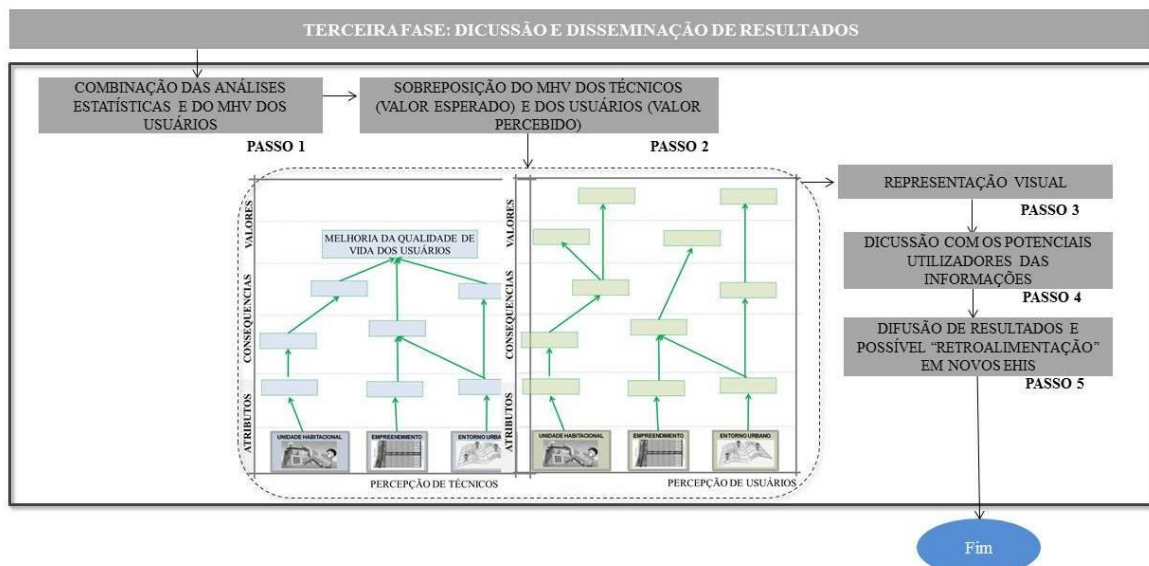 TERCEIRA FASE: DICUSSÃO E DISSEMINAÇÃO DE RESULTADOS
COMBINAÇÃO DAS ANÁLISES
ESTATÍSTICAS E DO MHV DOS
USUÁRIOS
PASSO 1
SOBREPOSIÇÃO DO MHV DOS TÉCNICOS
(VALOR ESPERADO) E DOS USUÁRIOS (VALOR
PERCEBIDO)
PASSO 2
VALORES
CONSEQUENCIAS
ATRIBUTOS
MELHORIA DA QUALIDADE DE
VIDA DOS USUÁRIOS
UNIDADE HABITACIONAL
EMPREENDIMENTO
ENTORNO URBANO
PERCEPÇÃO DE TÉCNICOS
VALORES
CONSEQUENCIAS
ATRIBUTOS
UNIDADE HABITACIONAL
EMPREENDIMENTO
ENTORNO URBANO
PERCEPÇÃO DE USUÁRIOS
REPRESENTAÇÃO VISUAL
PASSO 3
DICUSSÃO COM OS POTENCIAIS
UTILIZADORES DAS
INFORMAÇÕES
PASSO 4
DIFUSÃO DE RESULTADOS E
POSSÍVEL “RETROALIMENTAÇÃO”
EM NOVOS EHIS
PASSO 5
Fim